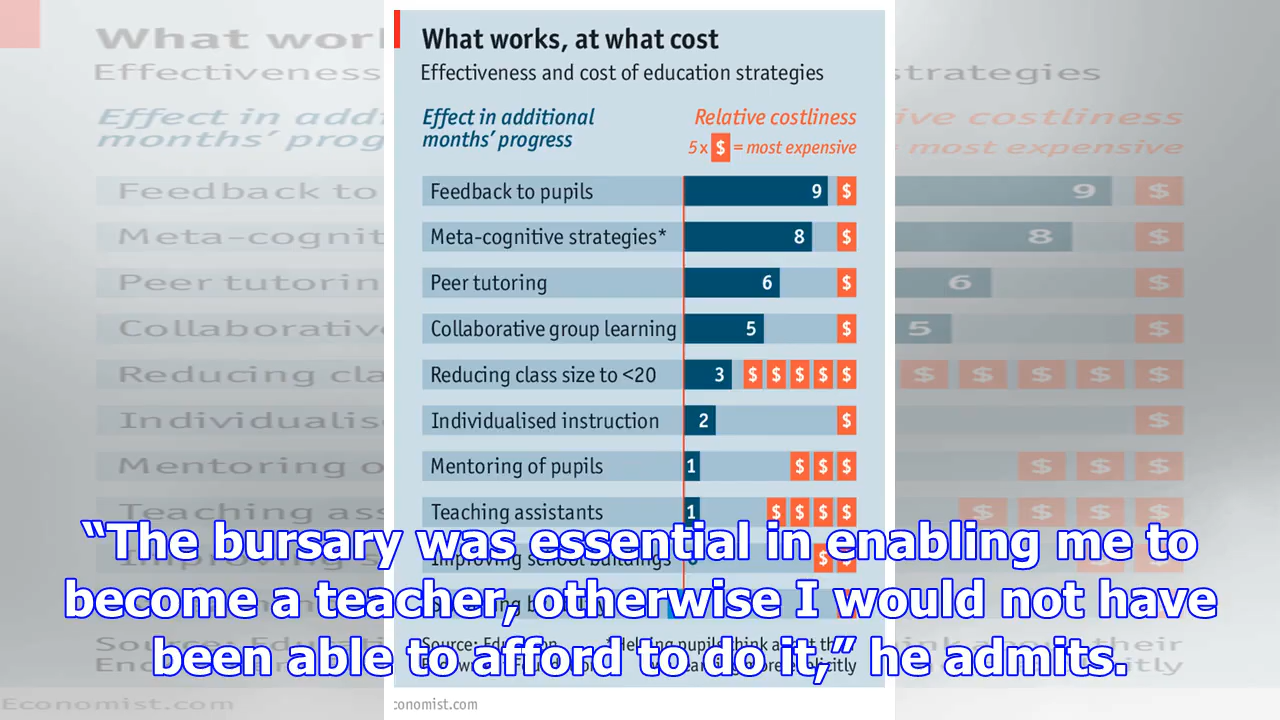 What works, at what cost
Effectiveness and cost of education strategies
Effect in additional
months' progress
Relative costliness
5 x $ = most expensive
Feedback to pupils 9 $
Meta-cognitive strategies* 8 $
Peer tutoring 6 $
Collaborative group learning 5 $
Reducing class size to <20 3 $ $ $ $ $
Individualised instruction 2 $
Mentoring of pupils 1 $ $ $
Teaching assistants 1 $ $ $ $
Improving school buildings $ $
“The bursary was essential in enabling me to
become a teacher, otherwise I would not have
been able to afford to do it,” he admits.
Economist.com